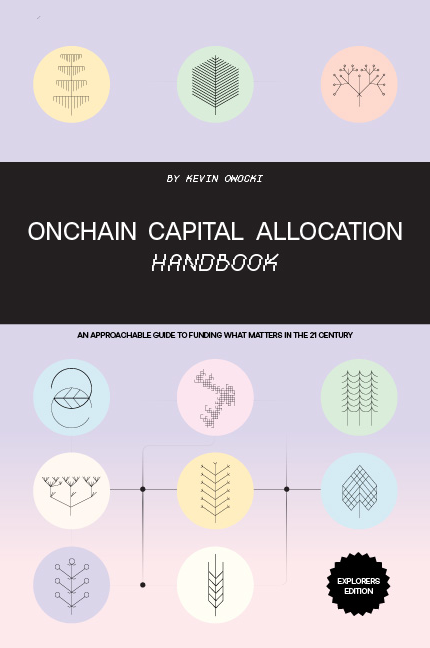 BY KEVIN OWOCKI
ONCHAIN CAPITAL ALLOCATION
HANDBOOK
AN APPROACHABLE GUIDE TO FUNDING WHAT MATTERS IN THE 21 CENTURY
EXPLORERS
EDITION